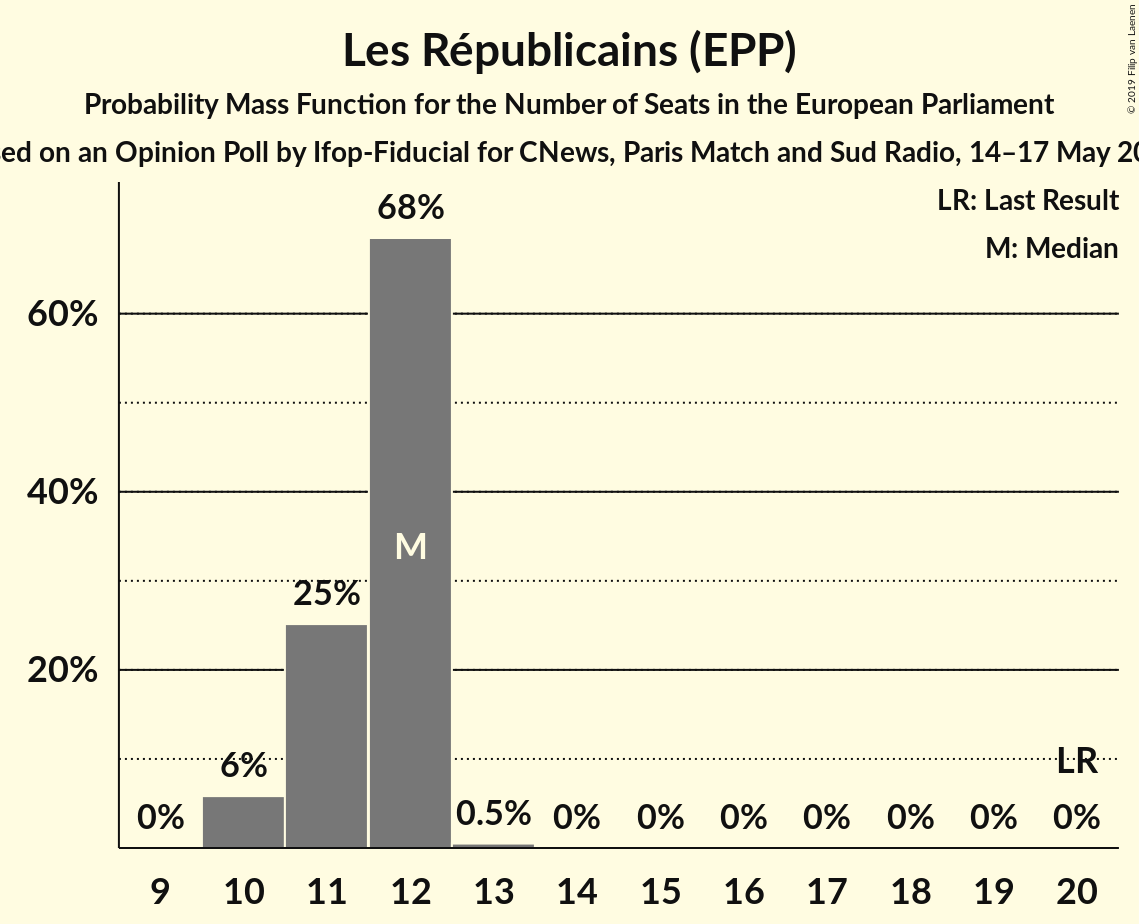 Les Républicains (EPP)
Probability Mass Function for the Number of Seats in the European Parliament
on an Opinion Poll by Ifop-Fiducial for CNews, Paris Match and Sud Radio, 14–17 May
© 2019 Filip van Laenen
LR: Last Result
M: Median
60%
40%
20%
0%
6%
25%
68%
M
0.5%
0%
0%
0%
0%
0%
0%
LR
0%
9 10 11 12 13 14 15 16 17 18 19 20